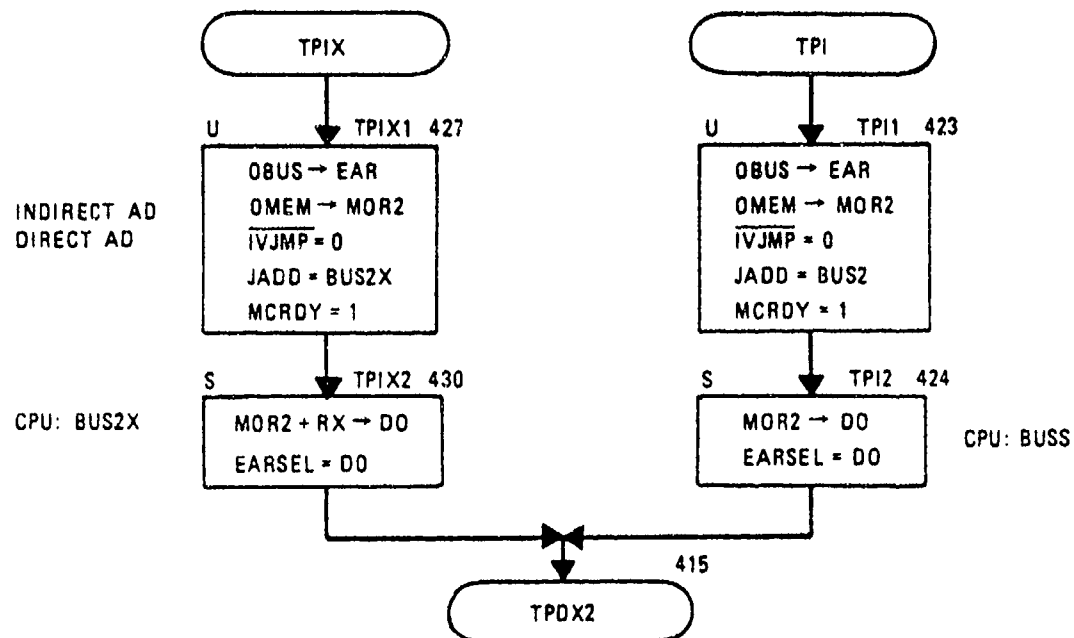 TPIX
TPI
U TPIX1 427
U TPI1 423
INDIRECT AD
DIRECT AD
OBUS → EAR
OMEM → MOR2
I̅V̅J̅M̅P̅ = 0
JADD = BUS2X
MCRDY = 1
OBUS → EAR
OMEM → MOR2
I̅V̅J̅M̅P̅ = 0
JADD = BUS2
MCRDY = 1
S TPIX2 430
S TPI2 424
CPU: BUS2X
MOR2 + RX → DO
EARSEL = DO
MOR2 → DO
EARSEL = DO
CPU: BUSS
415
TPDX2